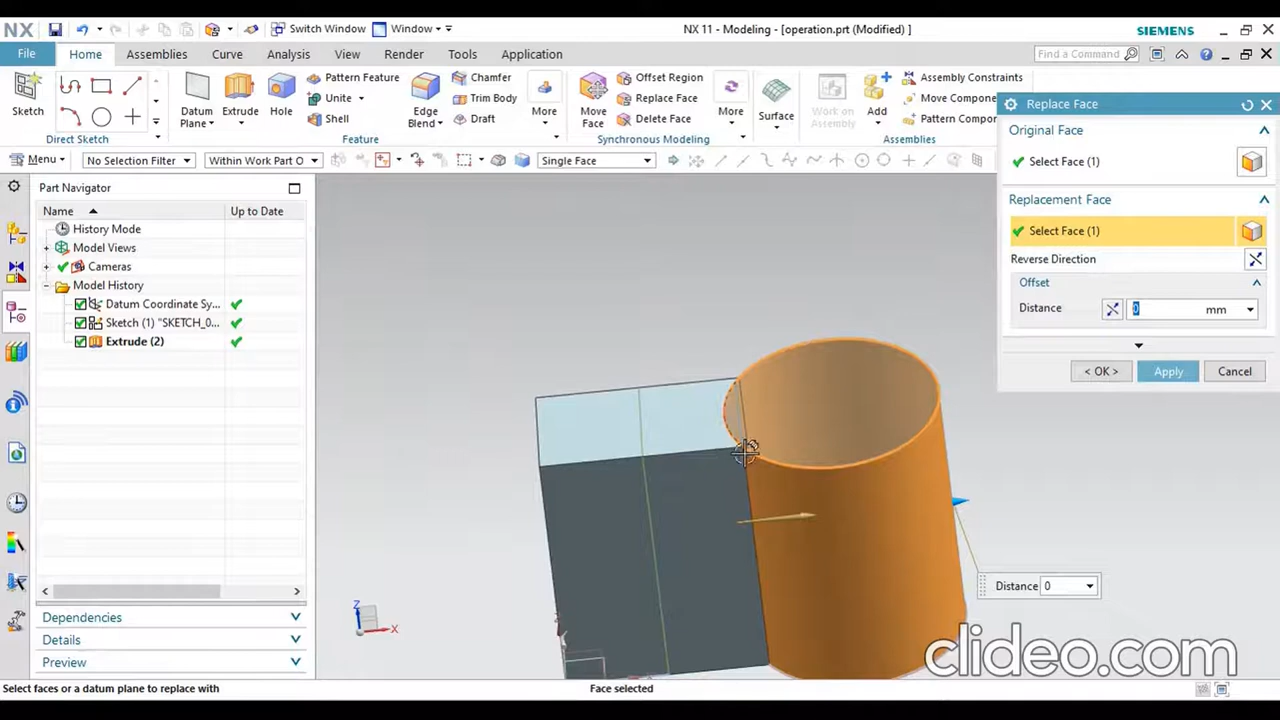 NX
Switch Window
Window
NX 11 - Modeling - [operation.prt (Modified) ]
SIEMENS
File
Home
Assemblies
Curve
Analysis
View
Render
Tools
Application
Find a Command
Sketch
Direct Sketch
Datum
Plane
Extrude
Hole
Pattern Feature
Unite
Shell
Edge
Blend
Chamfer
Trim Body
Draft
More
Feature
Move
Face
Offset Region
Replace Face
Delete Face
More
Synchronous Modeling
Surface
Work on
Assembly
Add
Assembly Constraints
Move Compone
Pattern Compo
Assemblies
Menu
No Selection Filter
Within Work Part O
Single Face
Part Navigator
Name
Up to Date
History Mode
Model Views
Cameras
Model History
Datum Coordinate Sy...
Sketch (1) "SKETCH_0...
Extrude (2)
Dependencies
Details
Preview
Replace Face
Original Face
Select Face (1)
Replacement Face
Select Face (1)
Reverse Direction
Offset
Distance
0
mm
< OK >
Apply
Cancel
Distance 0
Z
X
clideo.com
Select faces or a datum plane to replace with
Face selected